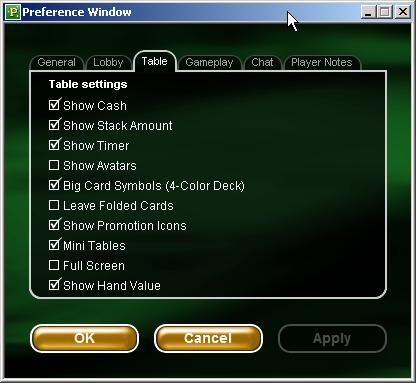 Preference Window
General Lobby Table Gameplay Chat Player Notes
Table settings
Show Cash
Show Stack Amount
Show Timer
Show Avatars
Big Card Symbols (4-Color Deck)
Leave Folded Cards
Show Promotion Icons
Mini Tables
Full Screen
Show Hand Value
OK Cancel Apply